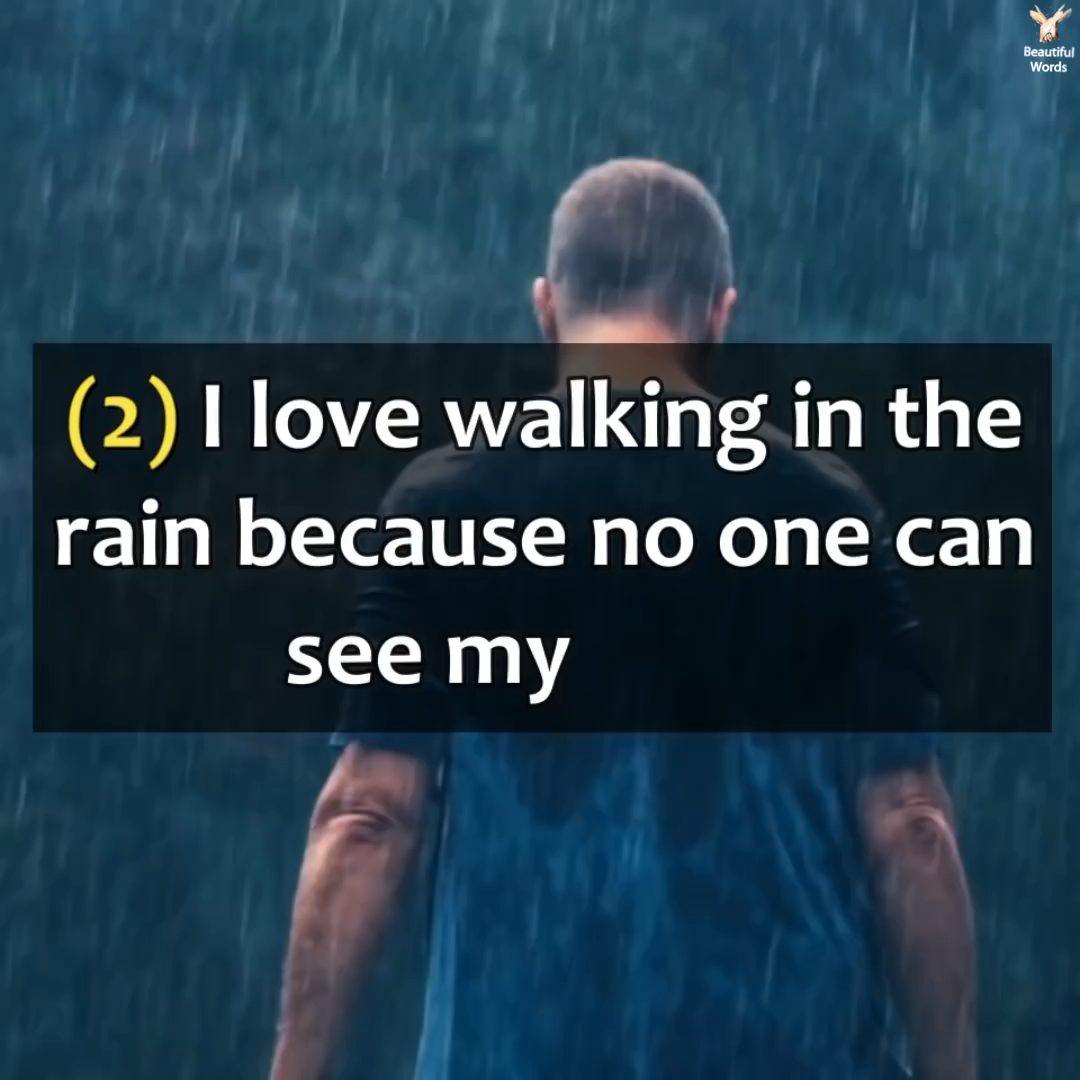 Beautiful
Words
(2) I love walking in the
rain because no one can
see my